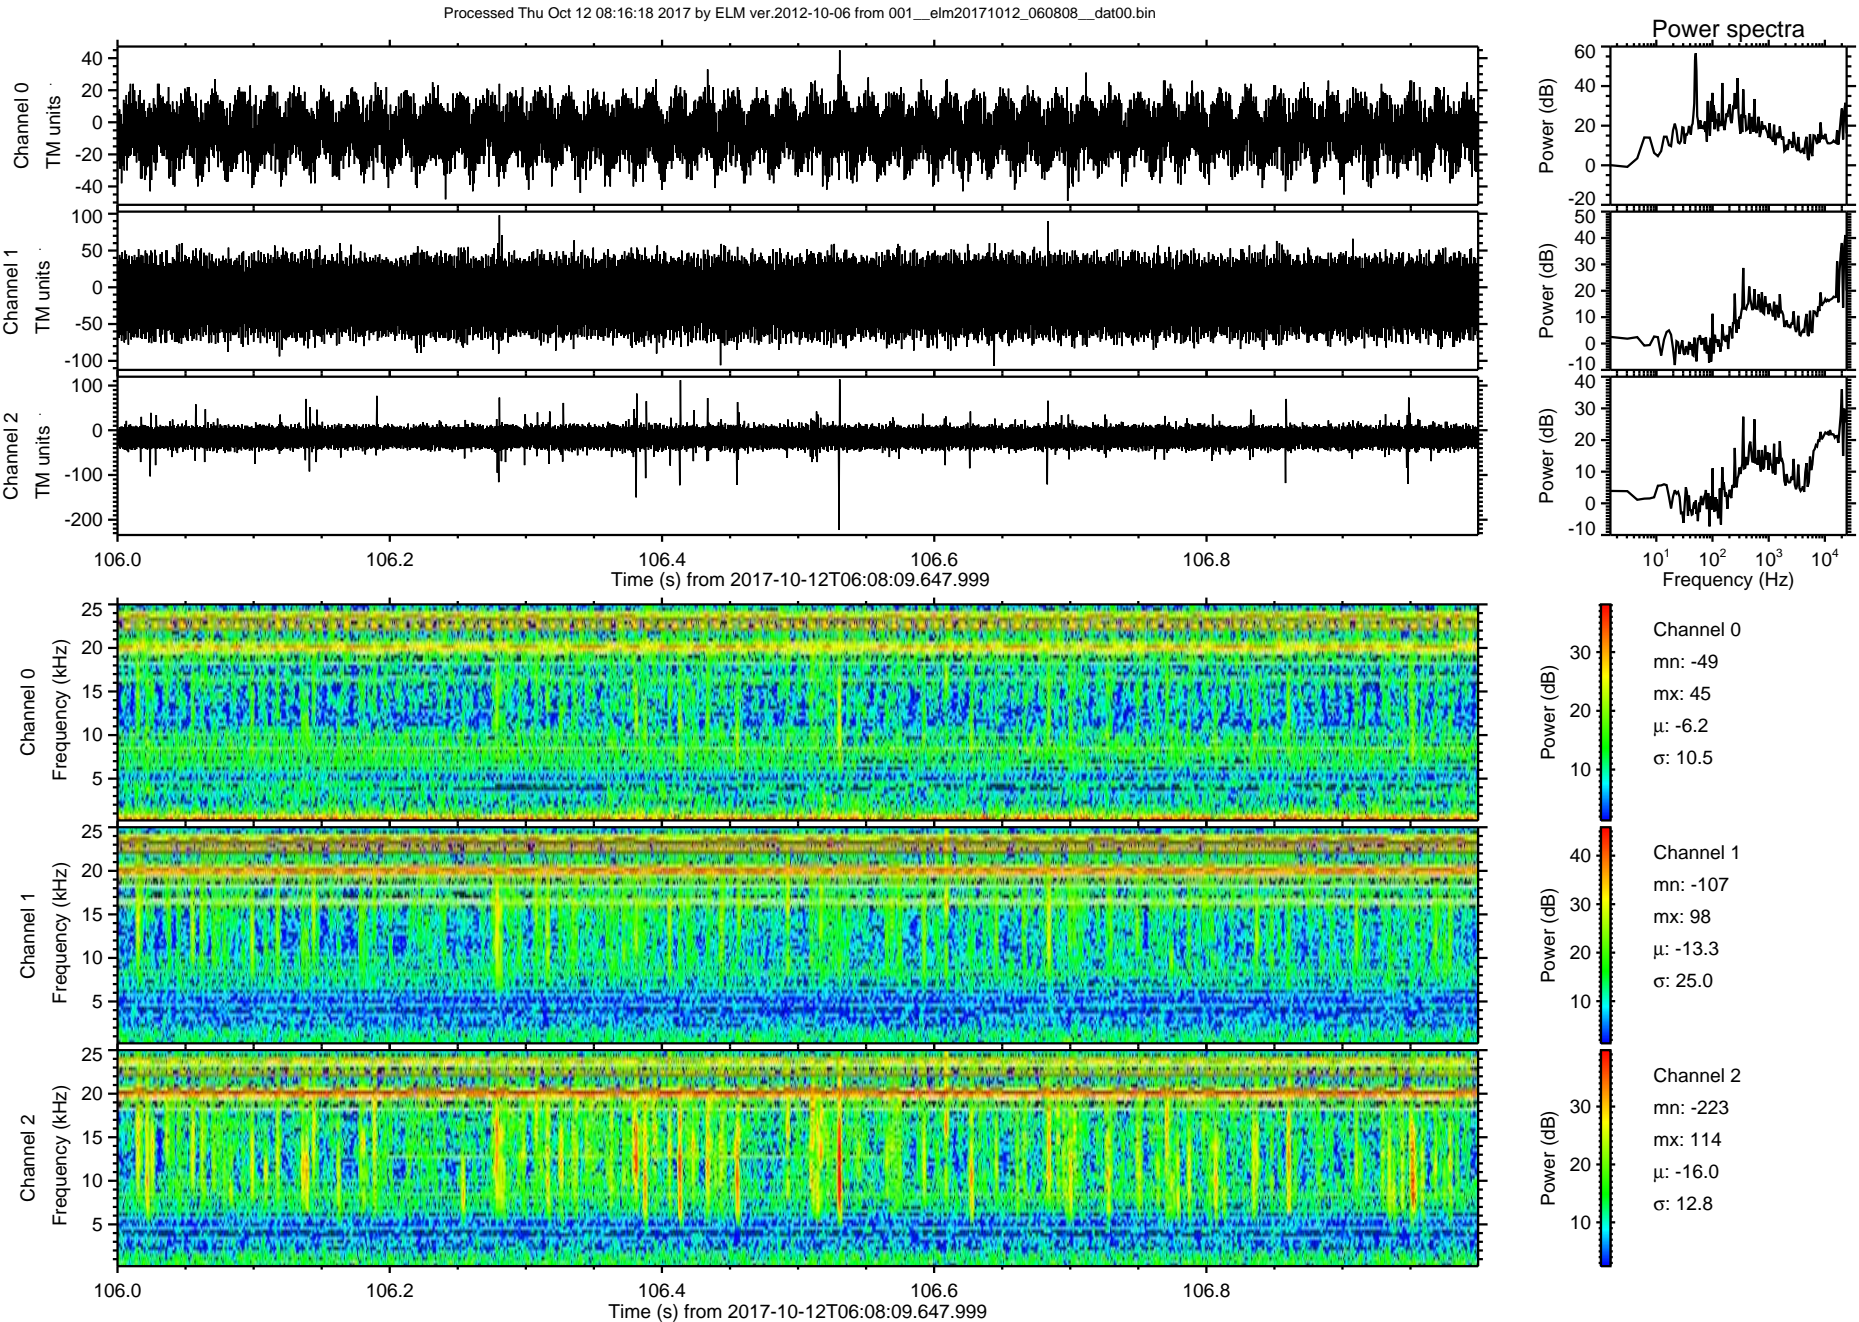 Processed Thu Oct 12 08:16:18 2017 by ELM ver.2012-10-06 from 001__elm20171012_060808__dat00.bin
Power spectra
Channel 0
TM units
40
20
0
-20
-40
Power (dB)
60
40
20
0
-20
Channel 1
TM units
100
50
0
-50
-100
Power (dB)
50
40
30
20
10
0
-10
Channel 2
TM units
100
0
-100
-200
Power (dB)
40
30
20
10
0
-10
106.0 106.2 106.4 106.6 106.8
Time (s) from 2017-10-12T06:08:09.647.999
10^1 10^2 10^3 10^4
Frequency (Hz)
Channel 0
Frequency (kHz)
25
20
15
10
5
Power (dB)
30
20
10
Channel 0
mn: -49
mx: 45
μ: -6.2
σ: 10.5
Channel 1
Frequency (kHz)
25
20
15
10
5
Power (dB)
40
30
20
10
Channel 1
mn: -107
mx: 98
μ: -13.3
σ: 25.0
Channel 2
Frequency (kHz)
25
20
15
10
5
Power (dB)
30
20
10
Channel 2
mn: -223
mx: 114
μ: -16.0
σ: 12.8
106.0 106.2 106.4 106.6 106.8
Time (s) from 2017-10-12T06:08:09.647.999